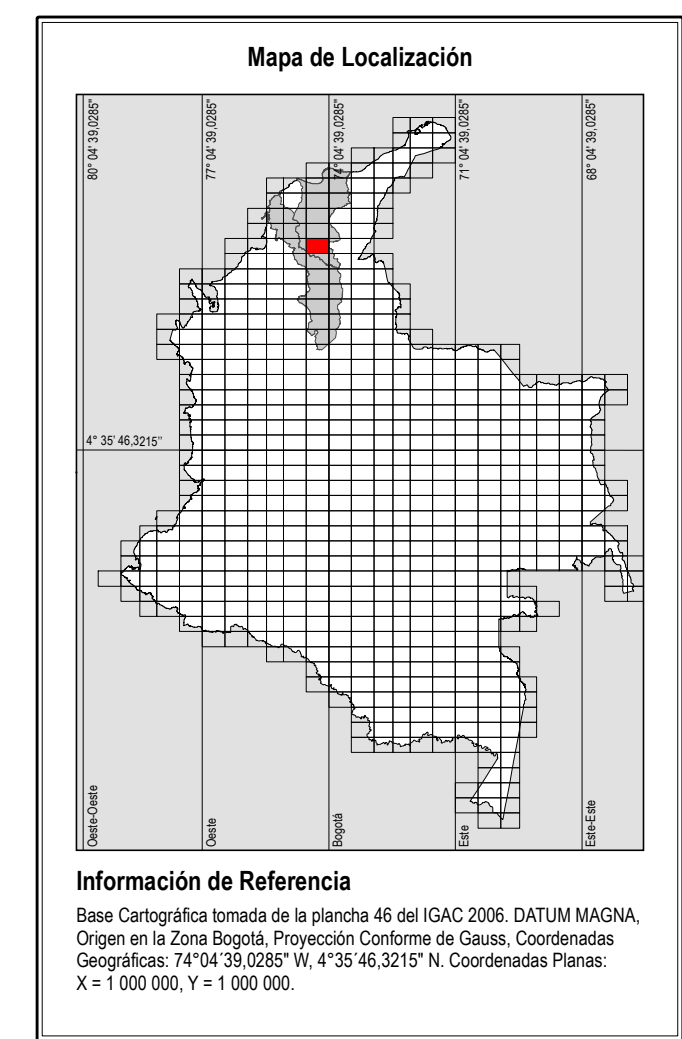 Mapa de Localización
80° 04' 39,0285"
77° 04' 39,0285"
74° 04' 39,0285"
71° 04' 39,0285"
68° 04' 39,0285"
4° 35' 46,3215"
Oeste-Oeste
Oeste
Bogotá
Este
Este-Este
Información de Referencia
Base Cartográfica tomada de la plancha 46 del IGAC 2006. DATUM MAGNA,
Origen en la Zona Bogotá, Proyección Conforme de Gauss, Coordenadas
Geográficas: 74°04´39,0285" W, 4°35´46,3215" N. Coordenadas Planas:
X = 1 000 000, Y = 1 000 000.